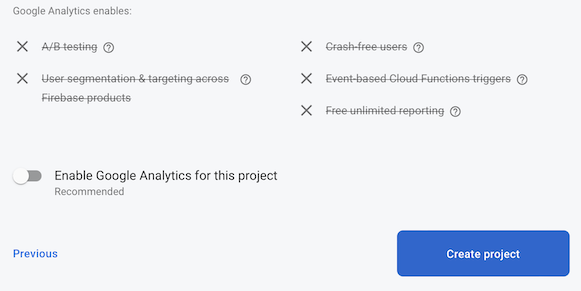 Google Analytics enables:
A/B testing
Crash-free users
User segmentation & targeting across
Firebase products
Event-based Cloud Functions triggers
Free unlimited reporting
Enable Google Analytics for this project
Recommended
Previous
Create project